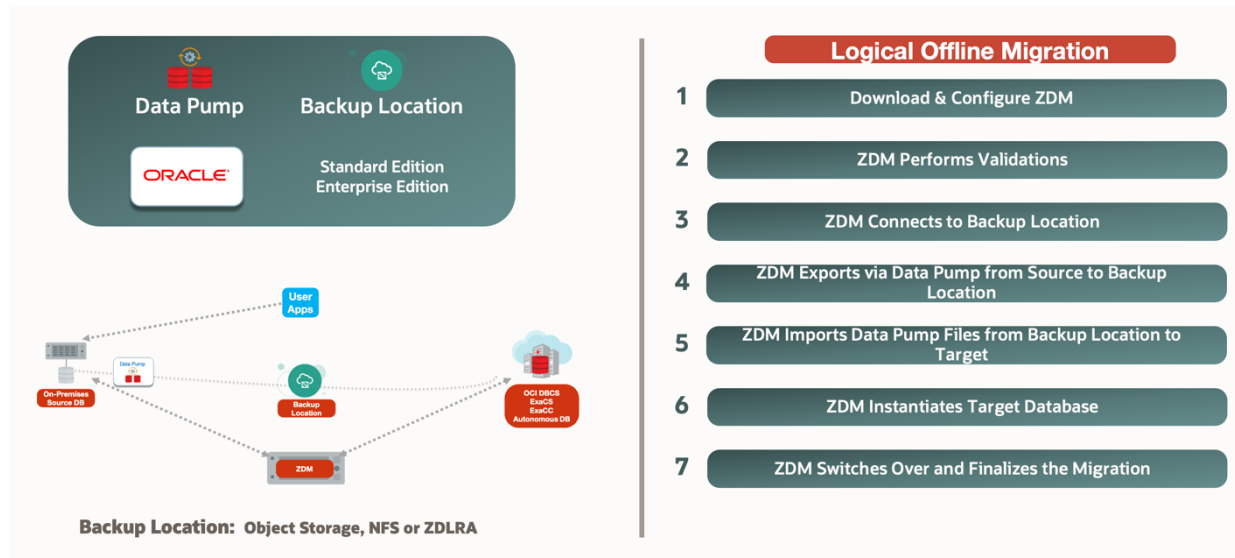 Data Pump
Backup Location
ORACLE
Standard Edition
Enterprise Edition
User
Apps
Data Pump
On-Premises
Source DB
Backup
Location
OCI DBCS
ExaCS
ExaCC
Autonomous DB
ZDM
Backup Location: Object Storage, NFS or ZDLRA
Logical Offline Migration
1 Download & Configure ZDM
2 ZDM Performs Validations
3 ZDM Connects to Backup Location
4 ZDM Exports via Data Pump from Source to Backup
Location
5 ZDM Imports Data Pump Files from Backup Location to
Target
6 ZDM Instantiates Target Database
7 ZDM Switches Over and Finalizes the Migration